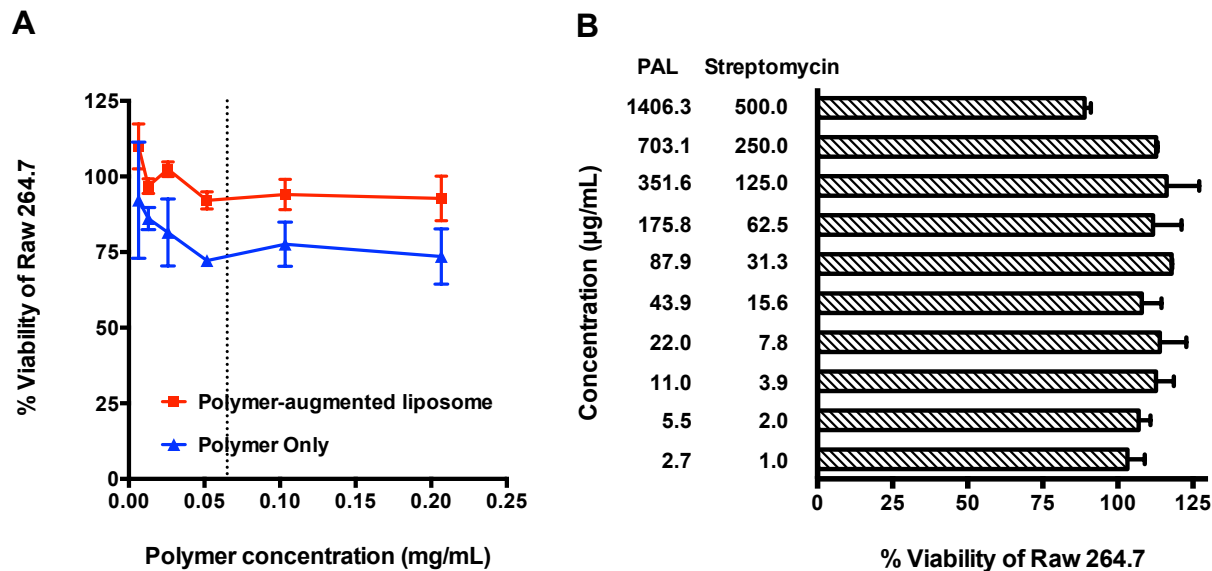 A
% Viability of Raw 264.7
125
100
75
50
25
0
Polymer-augmented liposome
Polymer Only
0.00 0.05 0.10 0.15 0.20 0.25
Polymer concentration (mg/mL)
B
PAL Streptomycin
Concentration (µg/mL)
1406.3 500.0
703.1 250.0
351.6 125.0
175.8 62.5
87.9 31.3
43.9 15.6
22.0 7.8
11.0 3.9
5.5 2.0
2.7 1.0
0 25 50 75 100 125
% Viability of Raw 264.7